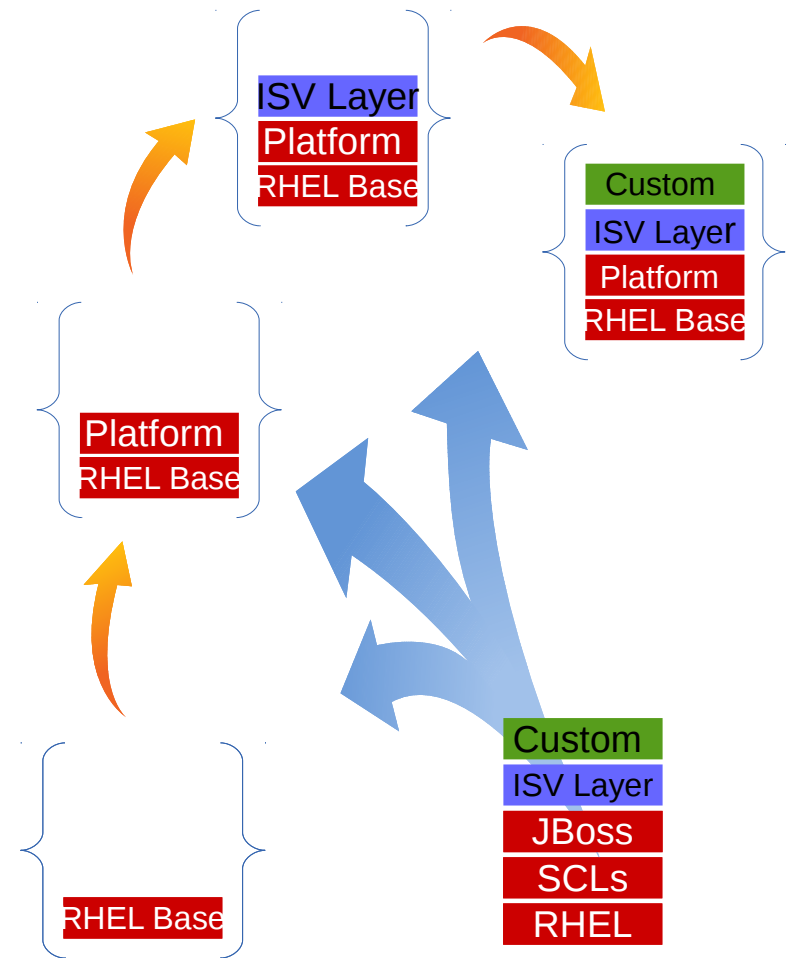 ISV Layer
Platform
RHEL Base
Custom
ISV Layer
Platform
RHEL Base
Platform
RHEL Base
RHEL Base
Custom
ISV Layer
JBoss
SCLs
RHEL